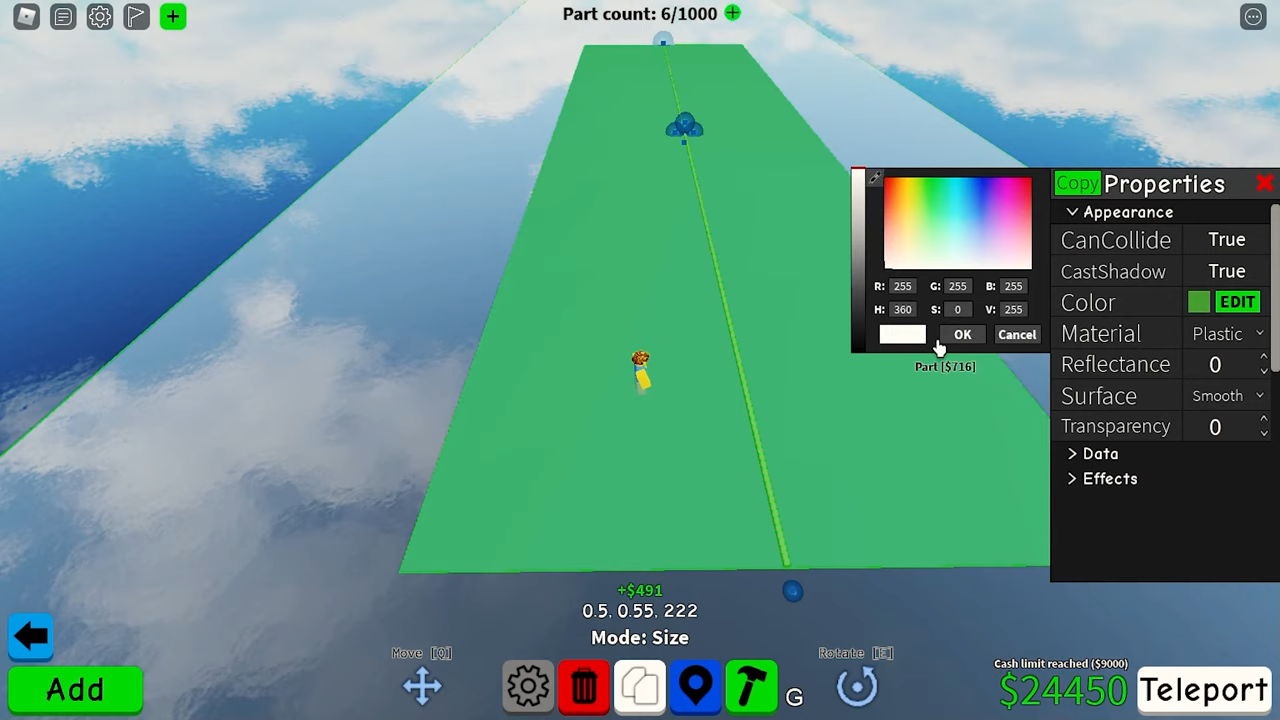 Part count: 6/1000
Copy Properties
Appearance
CanCollide True
CastShadow True
Color EDIT
Material Plastic
Reflectance 0
Surface Smooth
Transparency 0
Data
Effects
R: 255 G: 255 B: 255
H: 360 S: 0 V: 255
OK Cancel
Part [$716]
+$491
0.5, 0.55, 222
Mode: Size
Move [Q]
Rotate [E]
G
Add
Cash limit reached ($9000)
$24450
Teleport